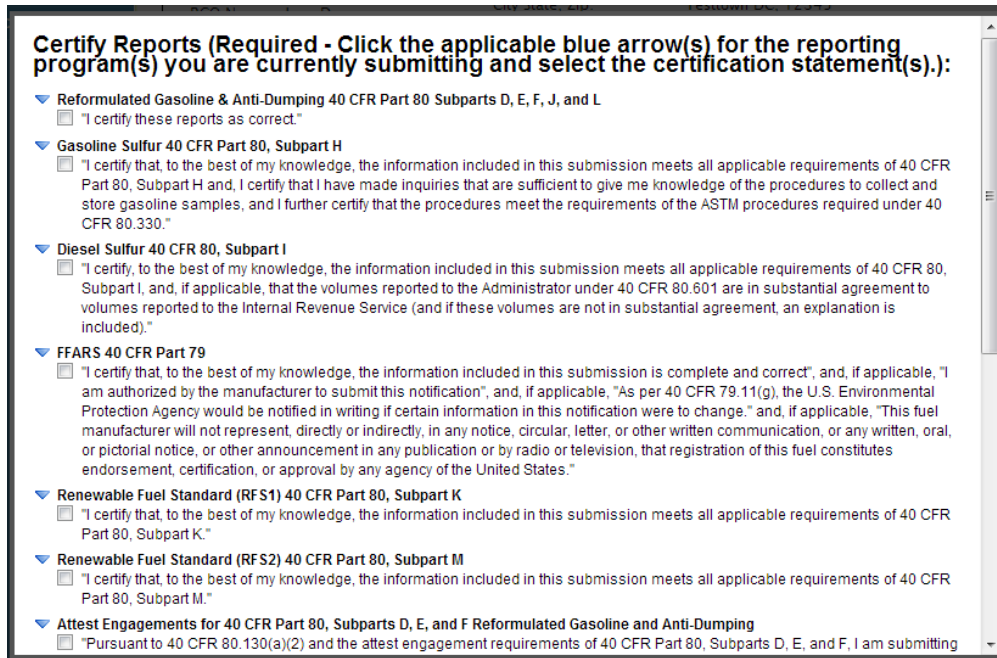 City State, Zip:
Testtown DC, 12345
Certify Reports (Required - Click the applicable blue arrow(s) for the reporting
program(s) you are currently submitting and select the certification statement(s).):
Reformulated Gasoline & Anti-Dumping 40 CFR Part 80 Subparts D, E, F, J, and L
"I certify these reports as correct."
Gasoline Sulfur 40 CFR Part 80, Subpart H
"I certify that, to the best of my knowledge, the information included in this submission meets all applicable requirements of 40 CFR
Part 80, Subpart H and, I certify that I have made inquiries that are sufficient to give me knowledge of the procedures to collect and
store gasoline samples, and I further certify that the procedures meet the requirements of the ASTM procedures required under 40
CFR 80.330."
Diesel Sulfur 40 CFR 80, Subpart I
"I certify, to the best of my knowledge, the information included in this submission meets all applicable requirements of 40 CFR 80,
Subpart I, and, if applicable, that the volumes reported to the Administrator under 40 CFR 80.601 are in substantial agreement to
volumes reported to the Internal Revenue Service (and if these volumes are not in substantial agreement, an explanation is
included)."
FFARS 40 CFR Part 79
"I certify that, to the best of my knowledge, the information included in this submission is complete and correct", and, if applicable, "I
am authorized by the manufacturer to submit this notification", and, if applicable, "As per 40 CFR 79.11(g), the U.S. Environmental
Protection Agency would be notified in writing if certain information in this notification were to change." and, if applicable, "This fuel
manufacturer will not represent, directly or indirectly, in any notice, circular, letter, or other written communication, or any written, oral,
or pictorial notice, or other announcement in any publication or by radio or television, that registration of this fuel constitutes
endorsement, certification, or approval by any agency of the United States."
Renewable Fuel Standard (RFS1) 40 CFR Part 80, Subpart K
"I certify that, to the best of my knowledge, the information included in this submission meets all applicable requirements of 40 CFR
Part 80, Subpart K."
Renewable Fuel Standard (RFS2) 40 CFR Part 80, Subpart M
"I certify that, to the best of my knowledge, the information included in this submission meets all applicable requirements of 40 CFR
Part 80, Subpart M."
Attest Engagements for 40 CFR Part 80, Subparts D, E, and F Reformulated Gasoline and Anti-Dumping
"Pursuant to 40 CFR 80.130(a)(2) and the attest engagement requirements of 40 CFR Part 80, Subparts D, E, and F, I am submitting